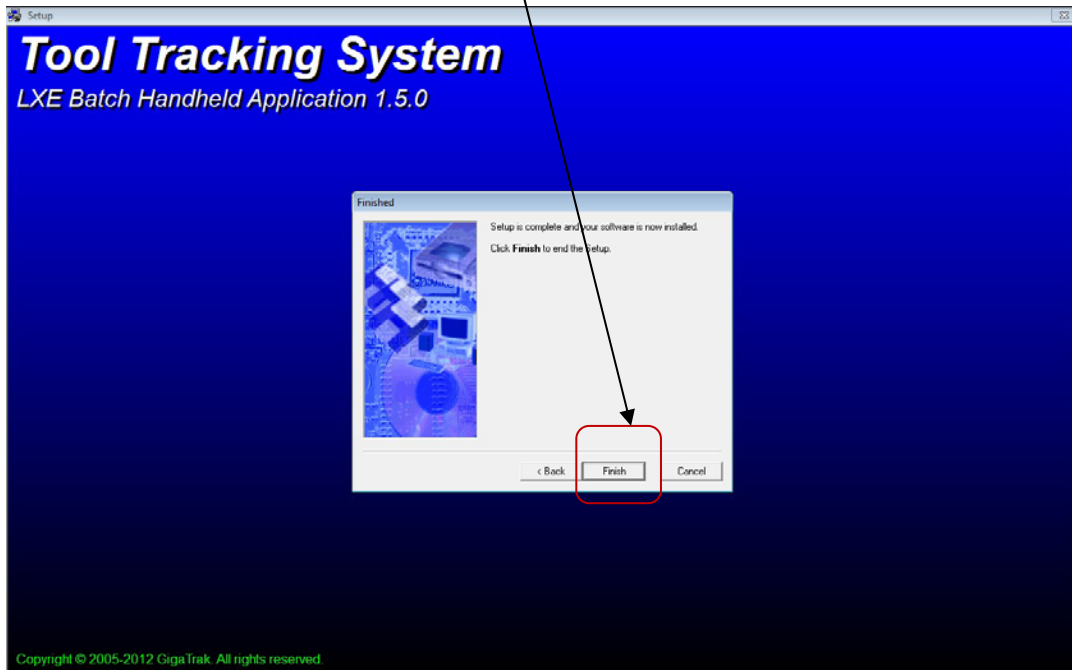 Setup
Tool Tracking System
LXE Batch Handheld Application 1.5.0
Finished
Setup is complete and your software is now installed.
Click Finish to end the Setup.
< Back
Finish
Cancel
Copyright © 2005-2012 GigaTrak. All rights reserved.